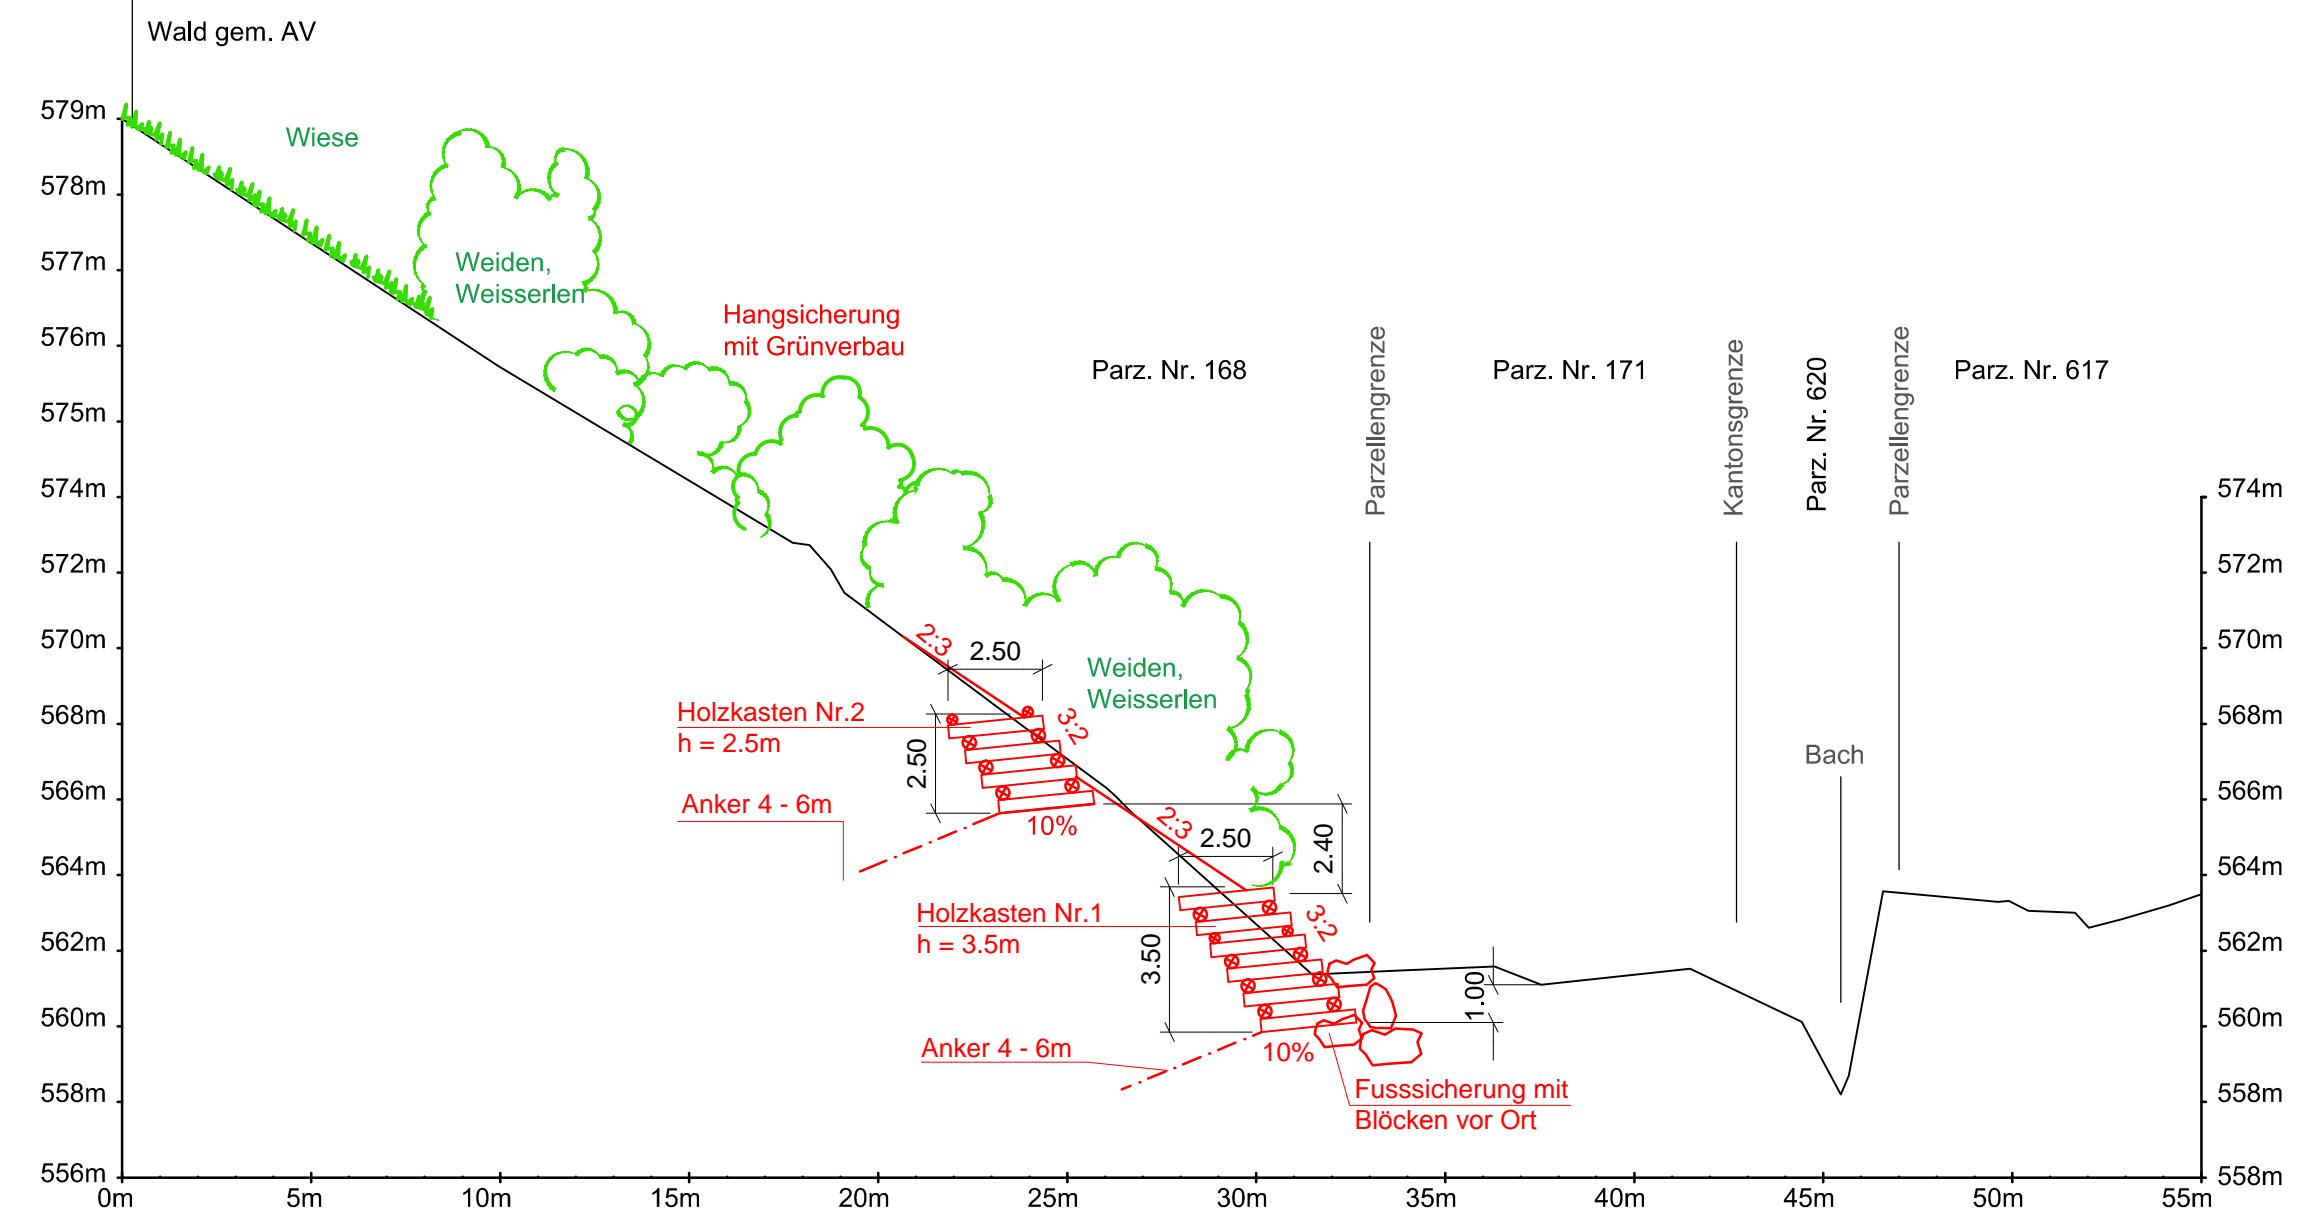 Wald gem. AV
579m
578m
577m
576m
575m
574m
572m
570m
568m
566m
564m
562m
560m
558m
556m
Wiese
Weiden,
Weisserlen
Hangsicherung
mit Grünverbau
Parz. Nr. 168
Parzellengrenze
Parz. Nr. 171
Kantonsgrenze
Parz. Nr. 620
Parzellengrenze
Parz. Nr. 617
2:3
2.50
Weiden,
Weisserlen
Holzkasten Nr.2
h = 2.5m
3:2
2.50
Anker 4 - 6m
10%
2:3
2.50
2.40
Bach
Holzkasten Nr.1
h = 3.5m
3:2
3.50
1.00
Anker 4 - 6m
10%
Fusssicherung mit
Blöcken vor Ort
574m
572m
570m
568m
566m
564m
562m
560m
558m
558m
0m
5m
10m
15m
20m
25m
30m
35m
40m
45m
50m
55m